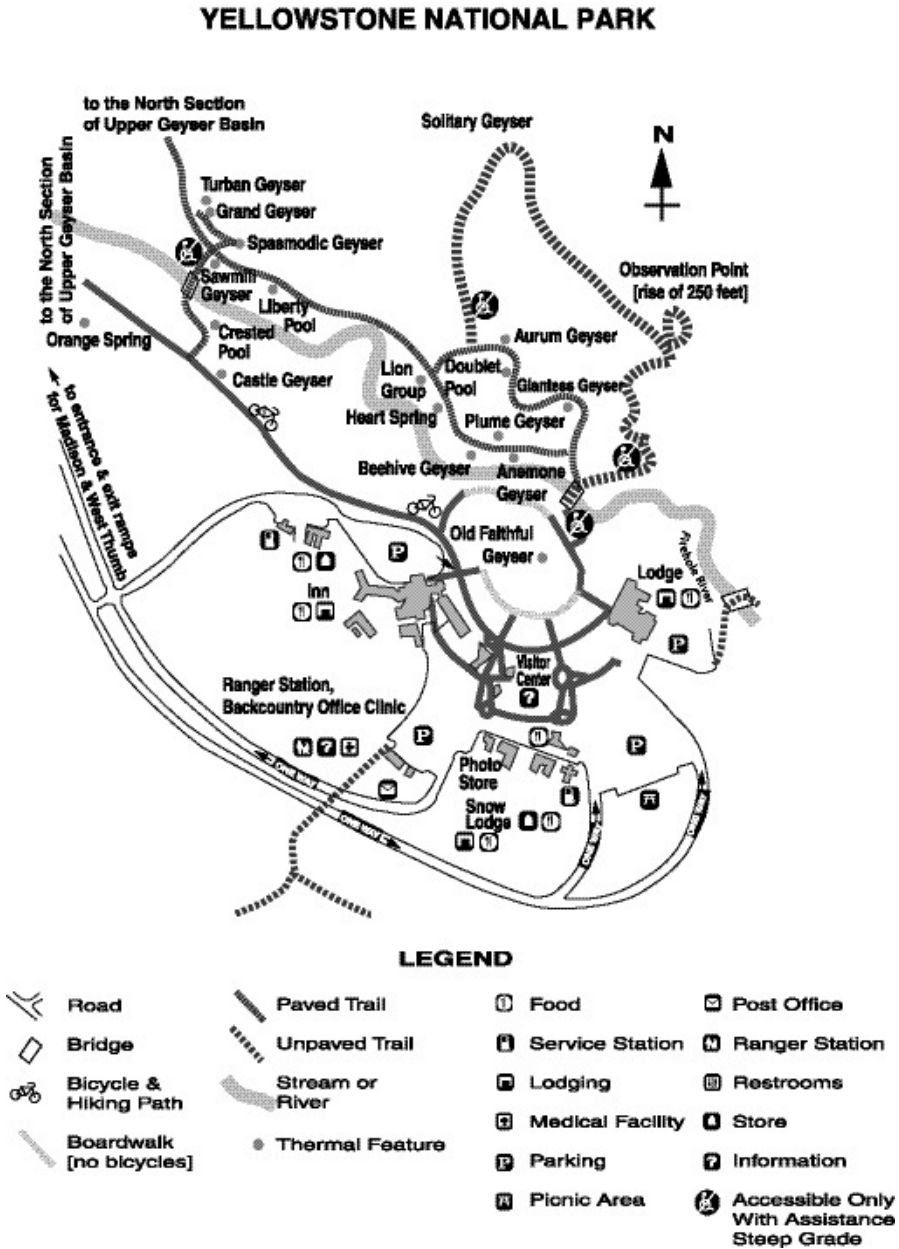 YELLOWSTONE NATIONAL PARK
to the North Section
of Upper Geyser Basin
Solitary Geyser
N
to the North Section
of Upper Geyser Basin
Turban Geyser
Grand Geyser
Spasmodic Geyser
Observation Point
[rise of 250 feet]
Sawmill
Geyser
Liberty
Pool
Orange Spring
Crested
Pool
Aurum Geyser
Lion
Group
Doublet
Pool
Castle Geyser
Giantess Geyser
Heart Spring
Plume Geyser
to entrance & exit ramps
for Madison & West Thumb
Beehive Geyser
Anemone
Geyser
Old Faithful
Geyser
Firehole River
Lodge
P
Inn
P
Visitor
Center
?
Ranger Station,
Backcountry Office Clinic
?
P
P
ONE WAY
Photo
Store
Snow
Lodge
ONE WAY
ONE WAY
ONE WAY
LEGEND
Road
Paved Trail
Food
Post Office
Bridge
Unpaved Trail
Service Station
Ranger Station
Bicycle &
Hiking Path
Stream or
River
Lodging
Restrooms
Medical Facility
Store
Boardwalk
[no bicycles]
Thermal Feature
P Parking
? Information
Picnic Area
Accessible Only
With Assistance
Steep Grade